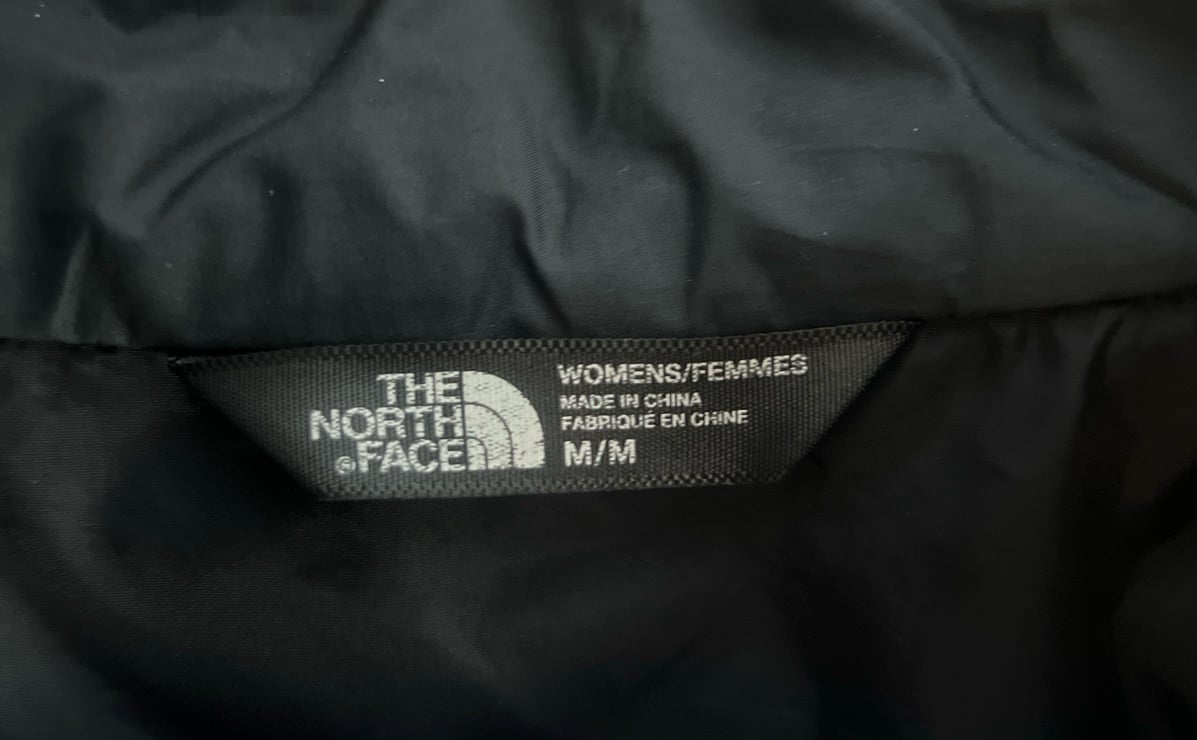 THE
NORTH
©FACE
WOMENS/FEMMES
MADE IN CHINA
FABRIQUÉ EN CHINE
M/M